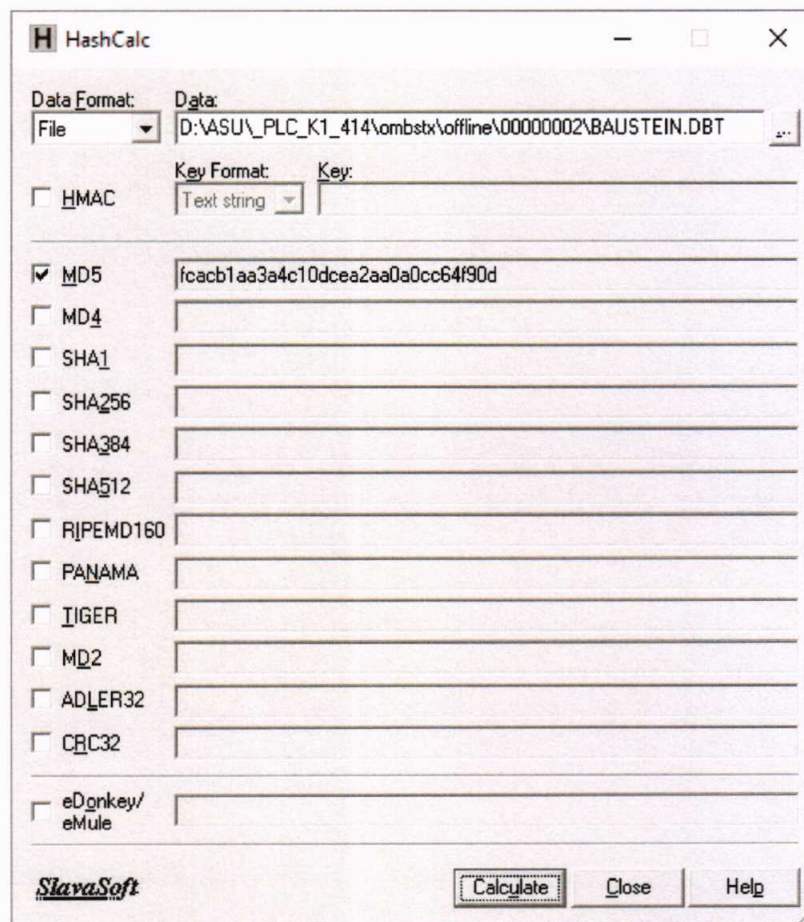 HashCalc
Data Format: Data:
File D:\ASU\_PLC_K1_414\ombstx\offline\00000002\BAUSTEIN.DBT ...
Key Format: Key:
HMAC Text string
MD5 fcacb1aa3a4c10dcea2aa0a0cc64f90d
MD4
SHA1
SHA256
SHA384
SHA512
RIPEMD160
PANAMA
TIGER
MD2
ADLER32
CRC32
eDonkey/
eMule
SlavaSoft Calculate Close Help